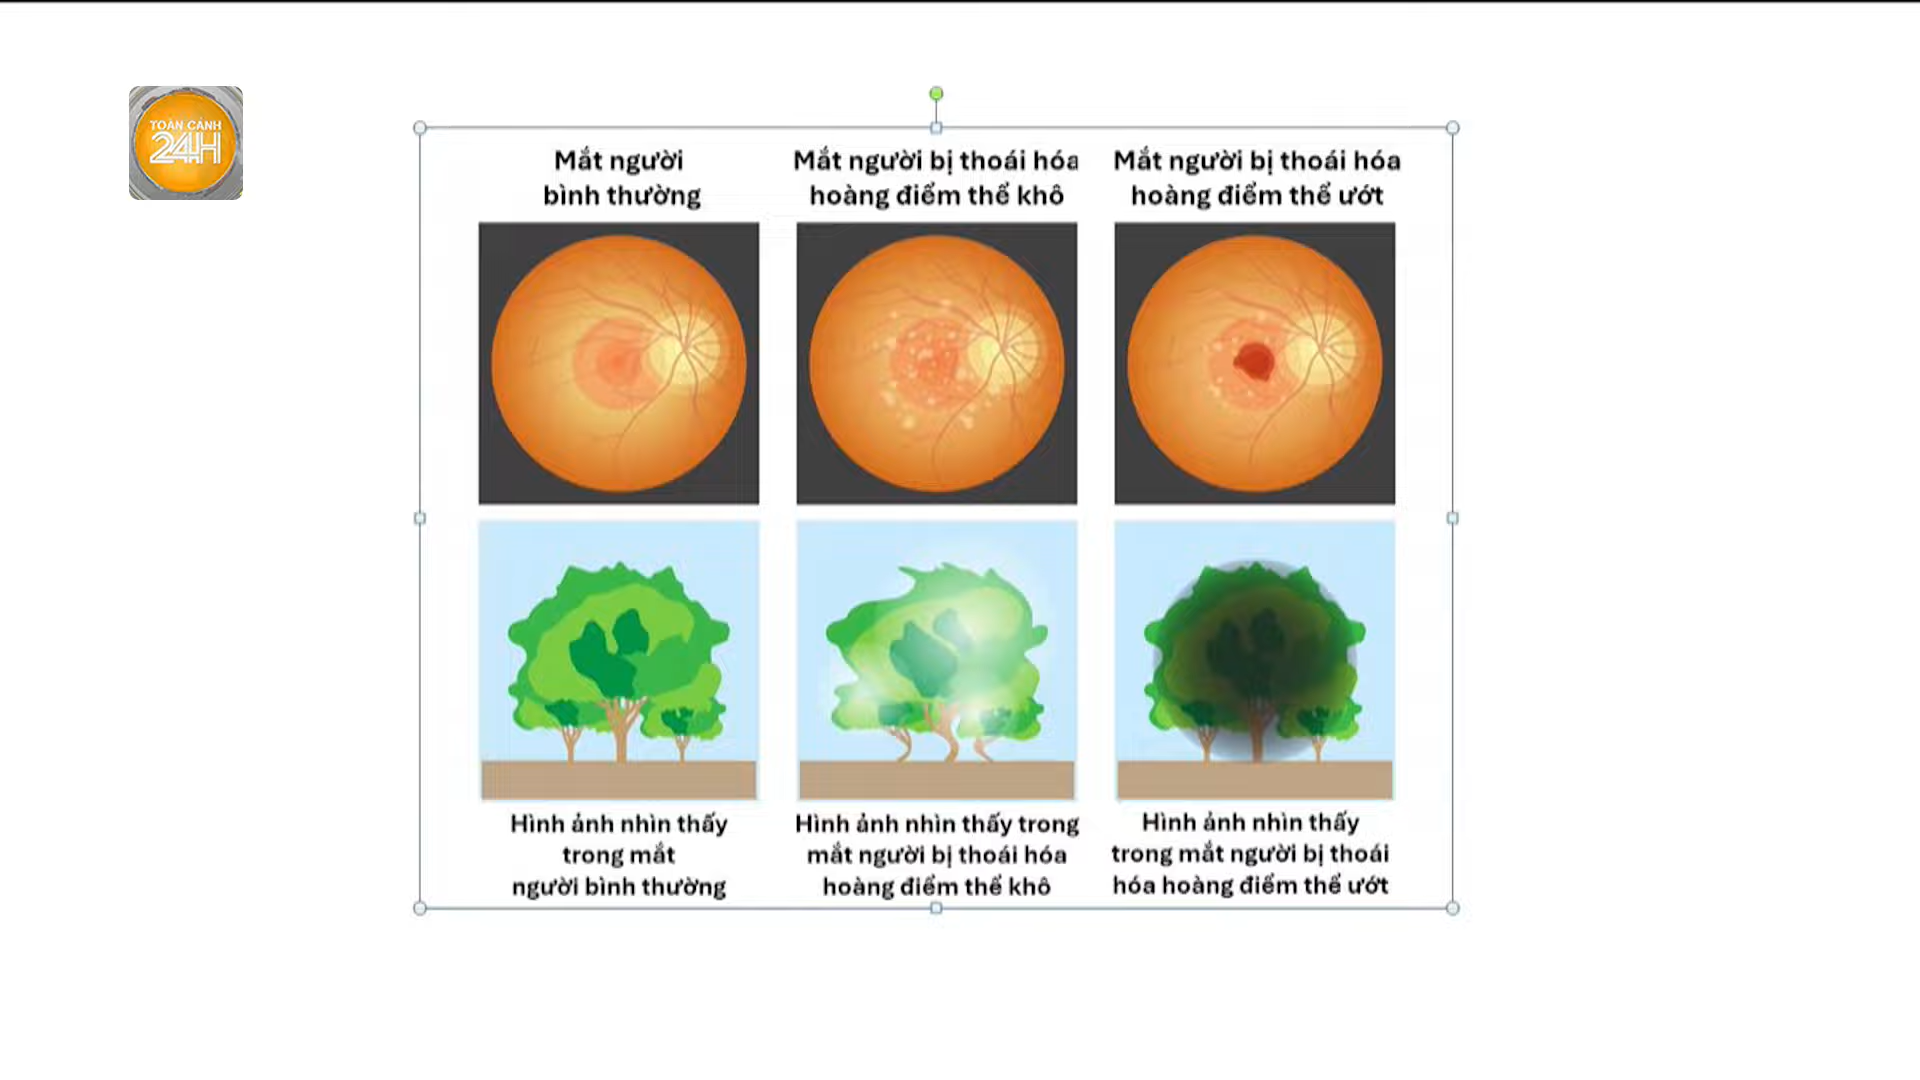 TOÀN CẢNH
24H
Mắt người
bình thường
Mắt người bị thoái hóa
hoàng điểm thể khô
Mắt người bị thoái hóa
hoàng điểm thể ướt
Hình ảnh nhìn thấy
trong mắt
người bình thường
Hình ảnh nhìn thấy trong
mắt người bị thoái hóa
hoàng điểm thể khô
Hình ảnh nhìn thấy
trong mắt người bị thoái
hóa hoàng điểm thể ướt